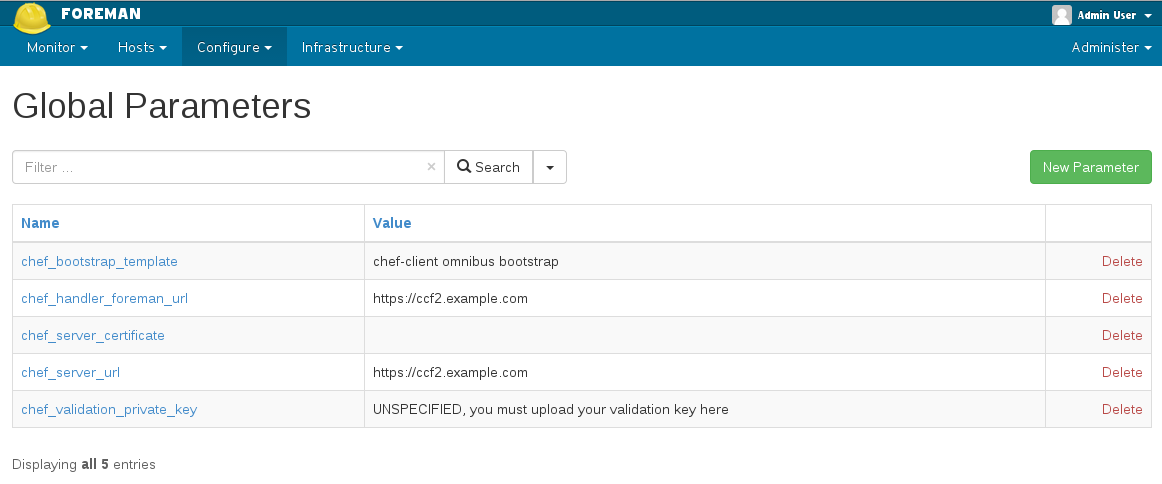 FOREMAN Admin User
Monitor Hosts Configure Infrastructure Administer
Global Parameters
Filter ... × Search New Parameter
Name Value
chef_bootstrap_template chef-client omnibus bootstrap Delete
chef_handler_foreman_url https://ccf2.example.com Delete
chef_server_certificate Delete
chef_server_url https://ccf2.example.com Delete
chef_validation_private_key UNSPECIFIED, you must upload your validation key here Delete
Displaying all 5 entries